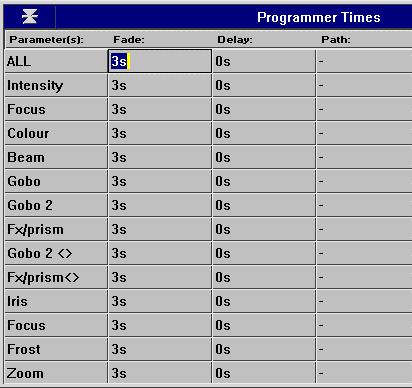 Programmer Times
Parameter(s): Fade: Delay: Path:
ALL 3s 0s -
Intensity 3s 0s -
Focus 3s 0s -
Colour 3s 0s -
Beam 3s 0s -
Gobo 3s 0s -
Gobo 2 3s 0s -
Fx/prism 3s 0s -
Gobo 2 <> 3s 0s -
Fx/prism<> 3s 0s -
Iris 3s 0s -
Focus 3s 0s -
Frost 3s 0s -
Zoom 3s 0s -